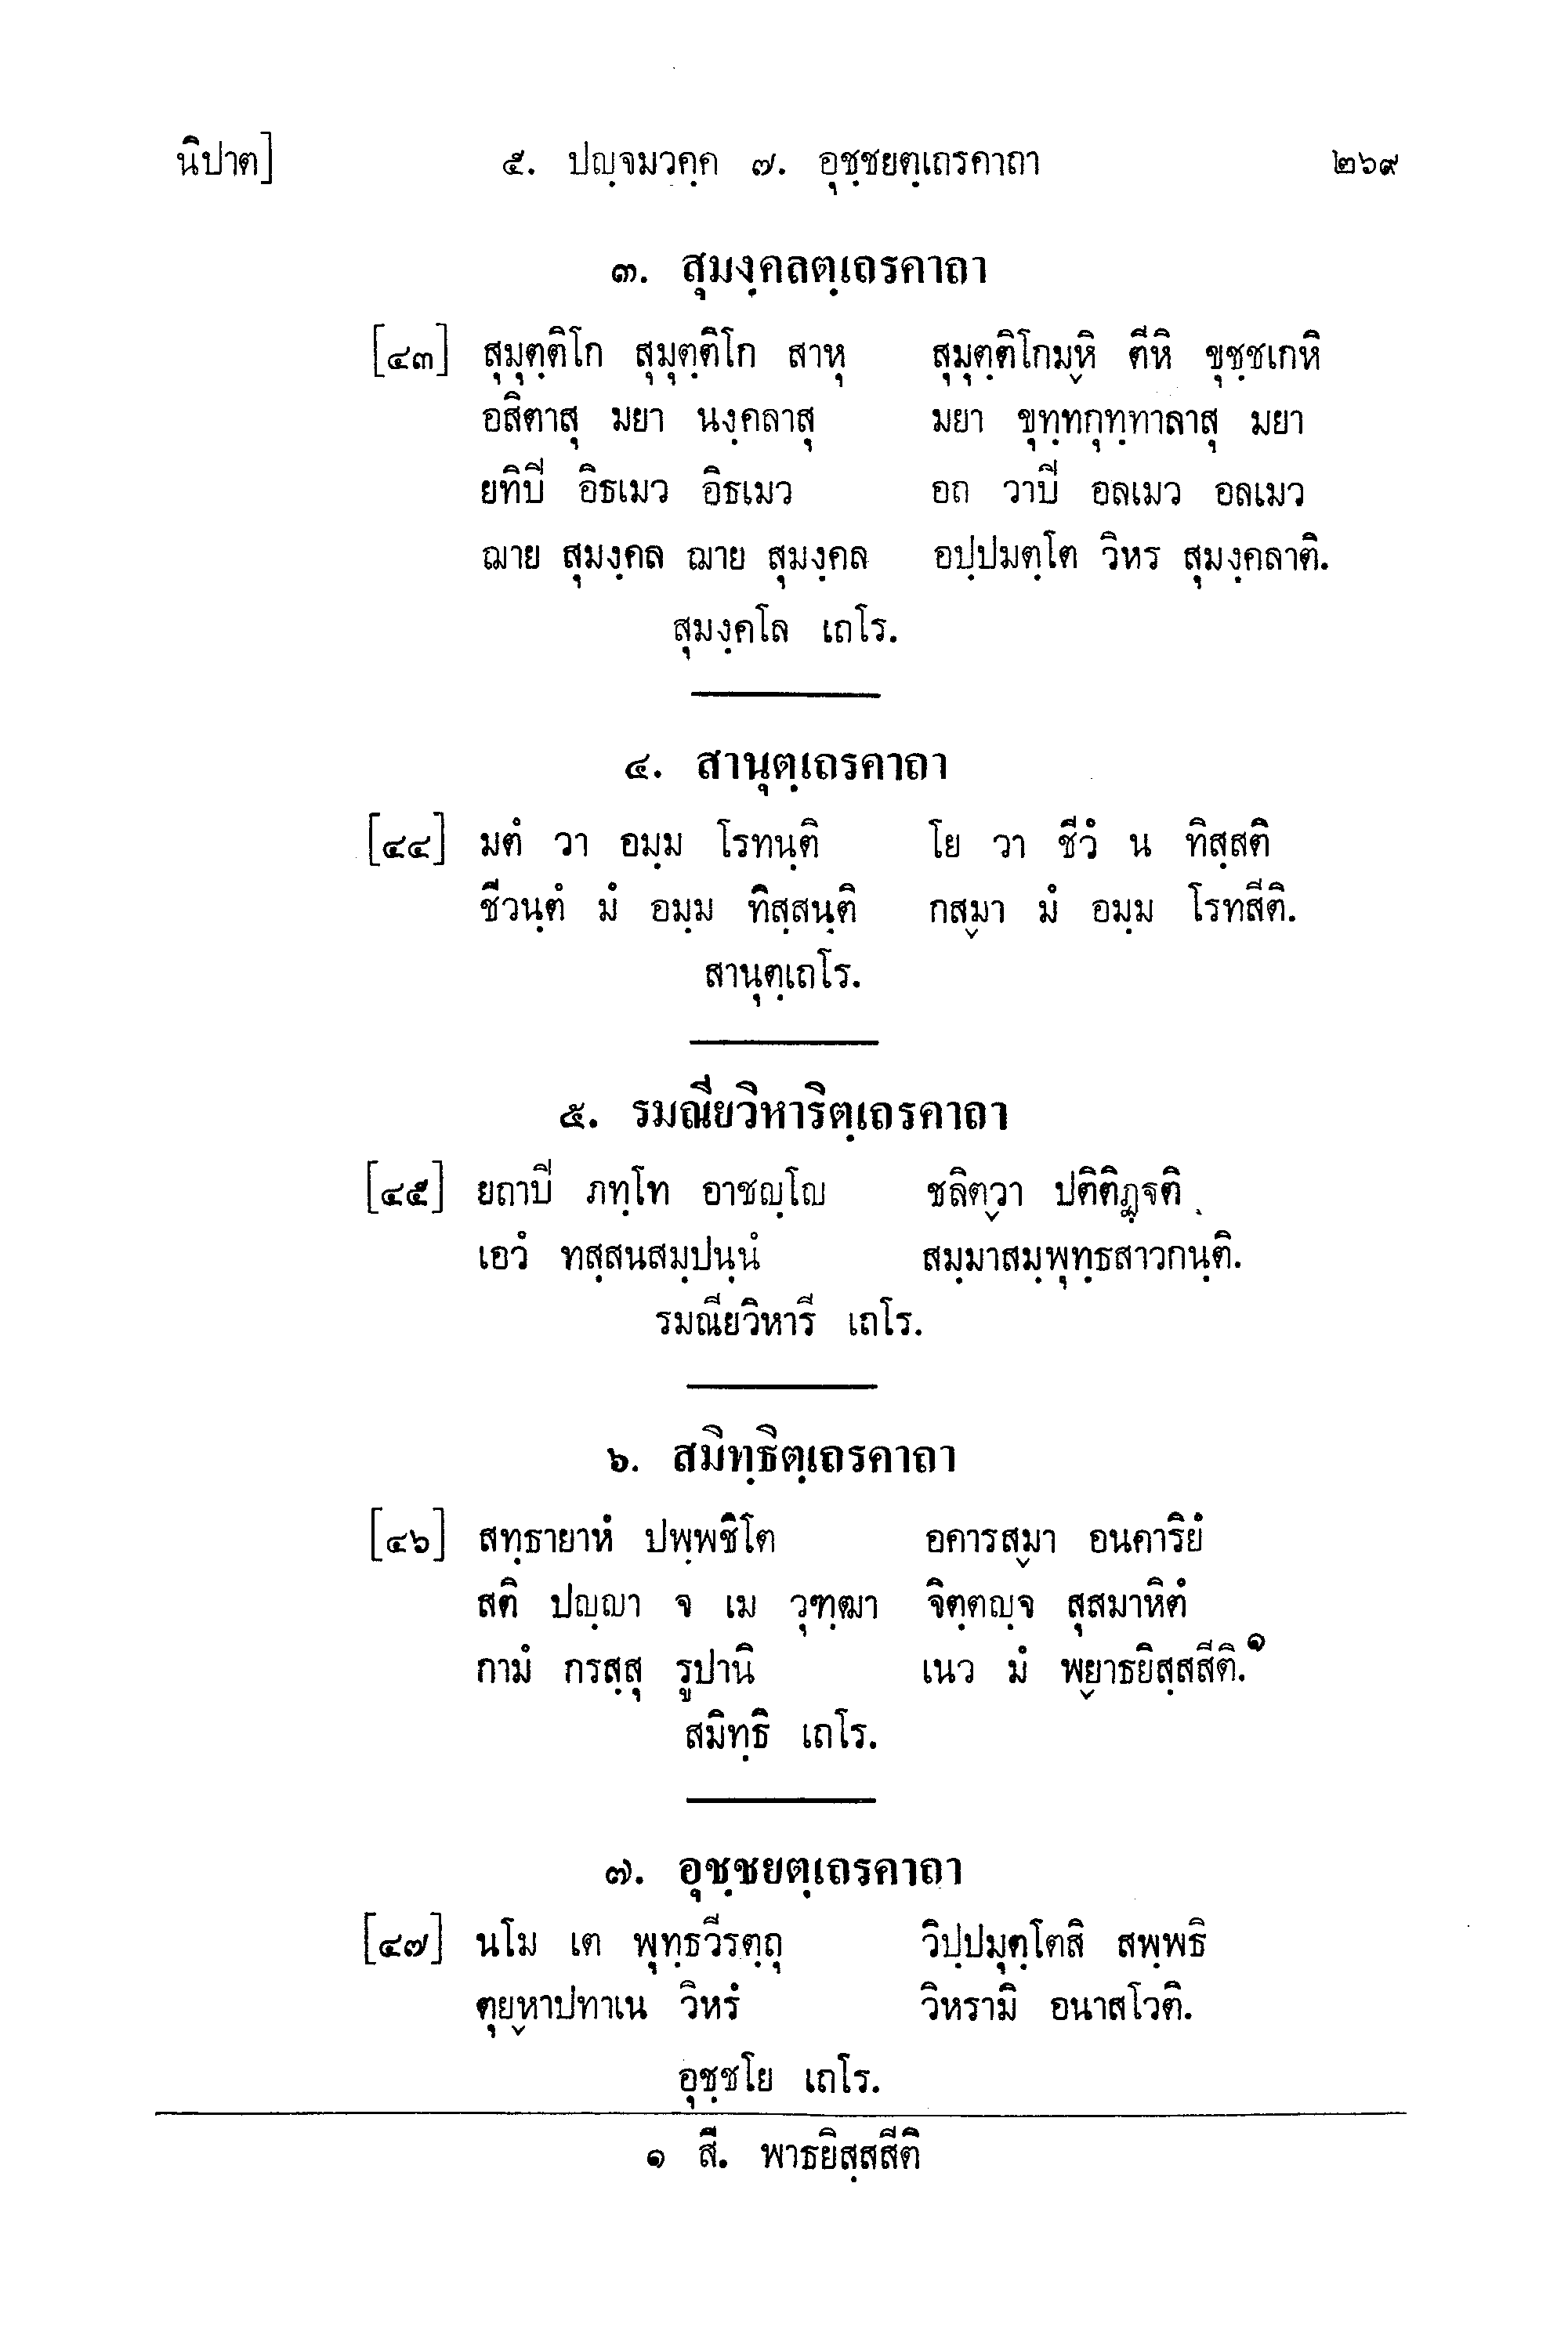 นิปาต] ๕. ปญฺจมวคฺค ๗. อุชฺชยตฺเถรคาถา ๒๖๙
๓. สุมงฺคลตฺเถรคาถา
[๔๓] สุมุตฺติโก สุมุตฺติโก สาหุ สุมุตฺติโกมฺหิ ตีหิ ขุชฺชเกหิ
อสิตาสุ มยา นงฺคลาสุ มยา ขุทฺทกุทฺทาลาสุ มยา
ยทิปี อิธเมว อิธเมว อถ วาปี อลเมว อลเมว
ฌาย สุมงฺคล ฌาย สุมงฺคล อปฺปมตฺโต วิหร สุมงฺคลาติ.
สุมงฺคโล เถโร.
๔. สานุตฺเถรคาถา
[๔๔] มตํ วา อมฺม โรทนฺติ โย วา ชีวํ น ทิสฺสติ
ชีวนฺตํ มํ อมฺม ทิสฺสนฺติ กสฺมา มํ อมฺม โรทสีติ.
สานุตฺเถโร.
๕. รมณียวิหาริตฺเถรคาถา
[๔๕] ยถาปี ภทฺโท อาชญฺโญ ขลิตฺวา ปติติฏฺฐติ
เอวํ ทสฺสนสมฺปนฺนํ สมฺมาสมฺพุทฺธสาวกนฺติ.
รมณียวิหารี เถโร.
๖. สมิทฺธิตฺเถรคาถา
[๔๖] สทฺธายาหํ ปพฺพชิโต อคารสฺมา อนคาริยํ
สติ ปญฺญา จ เม วุฑฺฒา จิตฺตญฺจ สุสมาหิตํ
กามํ กรสฺสุ รูปานิ เนว มํ พฺยาธยิสฺสสีติ.๑
สมิทฺธิ เถโร.
๗. อุชฺชยตฺเถรคาถา
[๔๗] นโม เต พุทฺธวีรตฺถุ วิปฺปมุตฺโตสิ สพฺพธิ
ตุยฺหาปทาเน วิหรํ วิหรามิ อนาสโวติ.
อุชฺชโย เถโร.
๑ สี. พาธยิสฺสสีติ